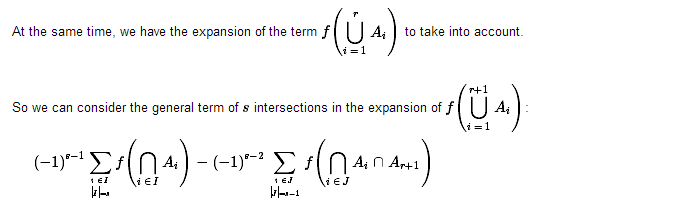 At the same time, we have the expansion of the term f(⋃_{i=1}^{r} A_i) to take into account.
So we can consider the general term of s intersections in the expansion of f(⋃_{i=1}^{r+1} A_i) :
(-1)^{s-1} ∑_{1∈I, |I|=s} f(⋂_{i∈I} A_i) - (-1)^{s-2} ∑_{1∈J, |J|=s-1} f(⋂_{i∈J} A_i ∩ A_{r+1})